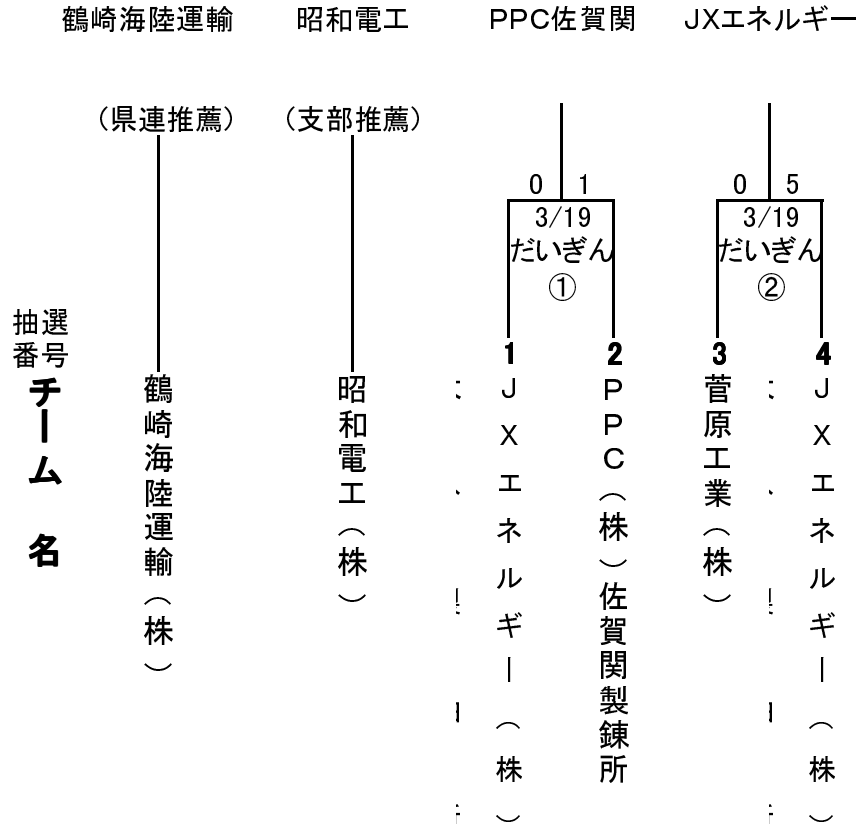 鶴崎海陸運輸 昭和電工 PPC佐賀関 JXエネルギー
（県連推薦） （支部推薦）
0 1 0 5
3/19 3/19
だいぎん だいぎん
① ②
抽選
番号
1 2 3 4
チーム 名
鶴崎海陸運輸（株）
昭和電工（株）
JXエネルギー（株）
PPC（株）佐賀関製錬所
菅原工業（株）
JXエネルギー（株）